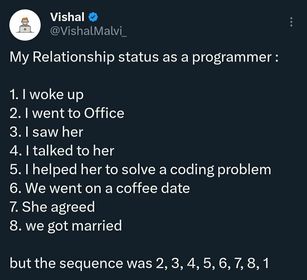 Vishal
@VishalMalvi_
My Relationship status as a programmer :
1. I woke up
2. I went to Office
3. I saw her
4. I talked to her
5. I helped her to solve a coding problem
6. We went on a coffee date
7. She agreed
8. we got married
but the sequence was 2, 3, 4, 5, 6, 7, 8, 1